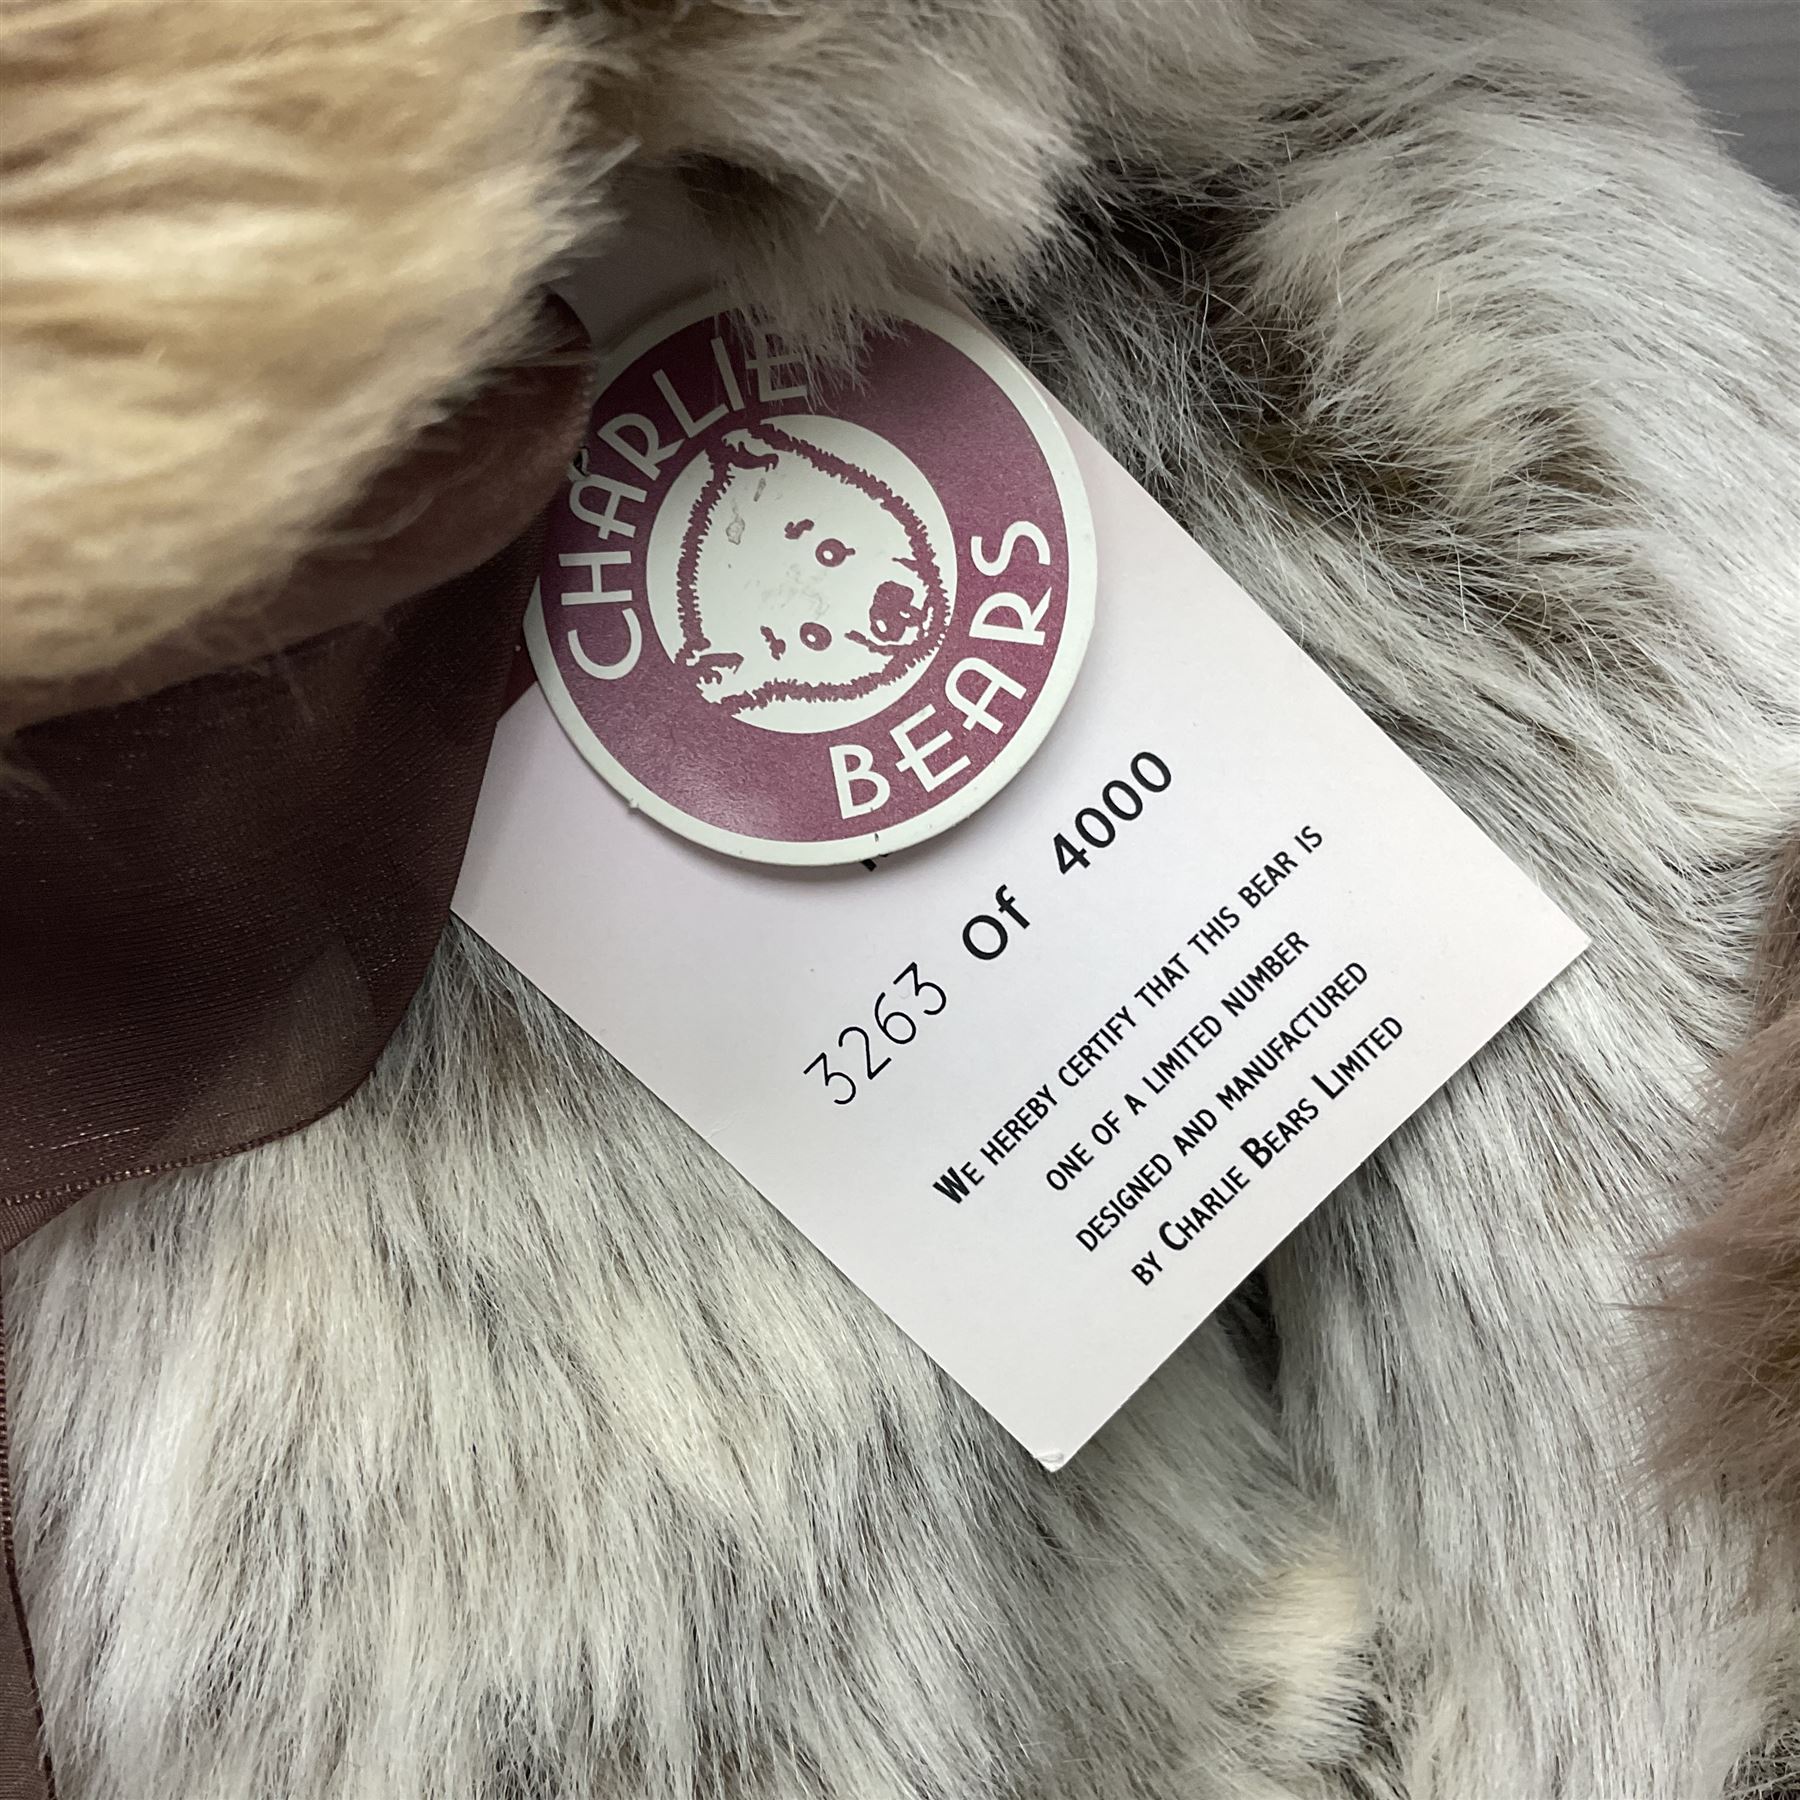 CHARLIE
BEARS
3263 Of 4000
WE HEREBY CERTIFY THAT THIS BEAR IS
ONE OF A LIMITED NUMBER
DESIGNED AND MANUFACTURED
BY CHARLIE BEARS LIMITED